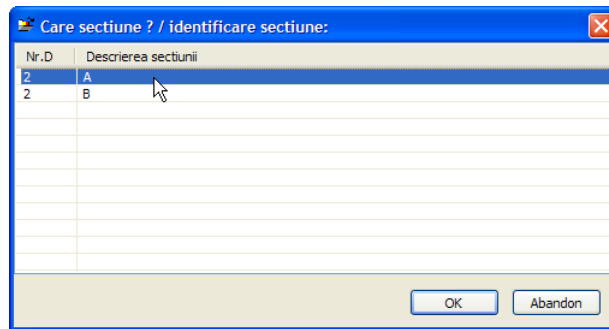 Care sectiune ? / identificare sectiune:
Nr.D Descrierea sectiunii
2 A
2 B
OK Abandon